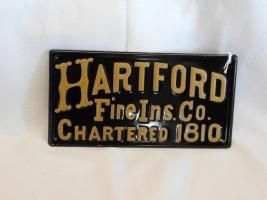 HARTFORD
Fire Ins. Co.
CHARTERED 1810.